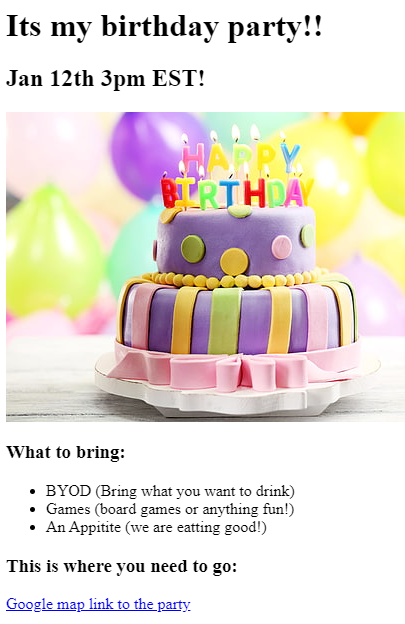 Its my birthday party!!
Jan 12th 3pm EST!
HAPPY
BIRTHDAY
What to bring:
BYOD (Bring what you want to drink)
Games (board games or anything fun!)
An Appitite (we are eatting good!)
This is where you need to go:
Google map link to the party